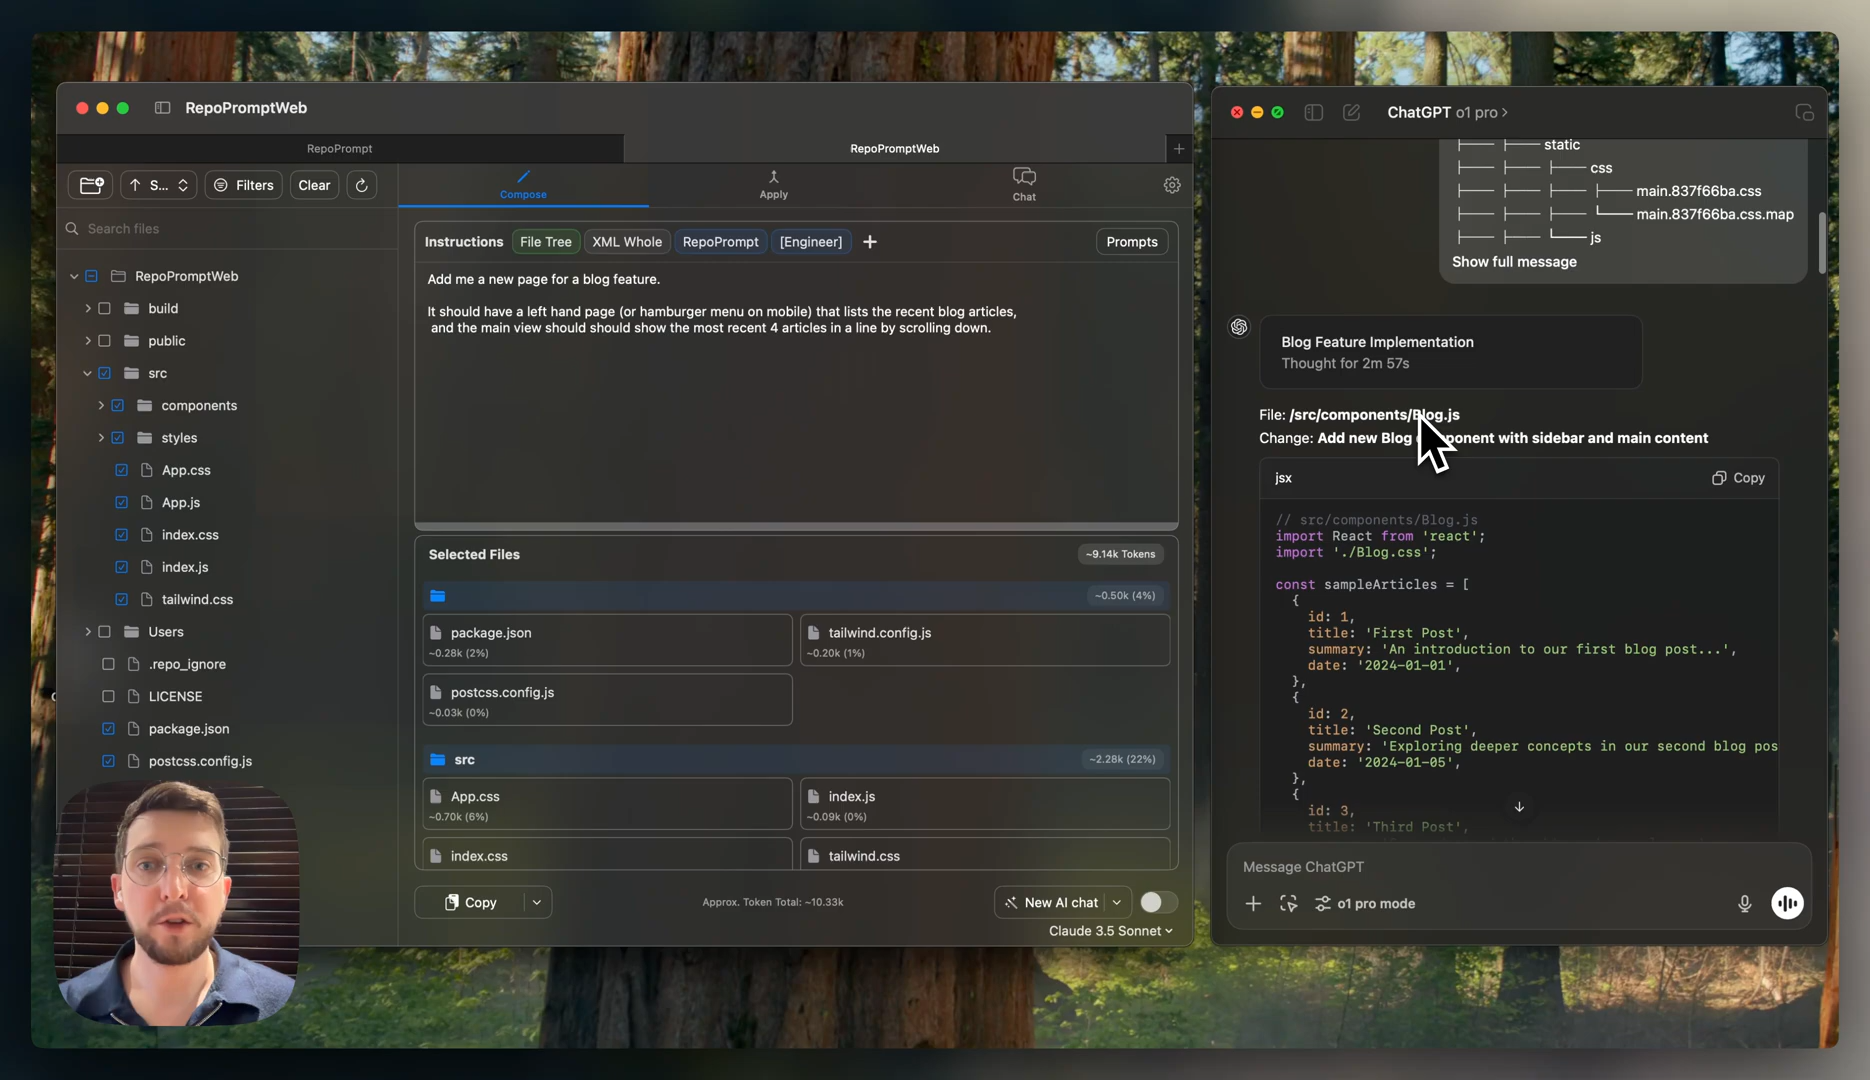 RepoPromptWeb
RepoPrompt
RepoPromptWeb
S...
Filters
Clear
Search files
RepoPromptWeb
build
public
src
components
styles
App.css
App.js
index.css
index.js
tailwind.css
Users
.repo_ignore
LICENSE
package.json
postcss.config.js
Compose
Apply
Chat
Instructions
File Tree
XML Whole
RepoPrompt
[Engineer]
Prompts
Add me a new page for a blog feature.
It should have a left hand page (or hamburger menu on mobile) that lists the recent blog articles,
and the main view should should show the most recent 4 articles in a line by scrolling down.
Selected Files
~9.14k Tokens
~0.50k (4%)
package.json
~0.28k (2%)
tailwind.config.js
~0.20k (1%)
postcss.config.js
~0.03k (0%)
src
~2.28k (22%)
App.css
~0.70k (6%)
index.js
~0.09k (0%)
index.css
tailwind.css
Copy
Approx. Token Total: ~10.33k
New AI chat
Claude 3.5 Sonnet
ChatGPT o1 pro >
static
css
main.837f66ba.css
main.837f66ba.css.map
js
Show full message
Blog Feature Implementation
Thought for 2m 57s
File: /src/components/Blog.js
Change: Add new Blog ponent with sidebar and main content
jsx
Copy
// src/components/Blog.js
import React from 'react';
import './Blog.css';
const sampleArticles = [
{
id: 1,
title: 'First Post',
summary: 'An introduction to our first blog post...',
date: '2024-01-01',
},
{
id: 2,
title: 'Second Post',
summary: 'Exploring deeper concepts in our second blog pos
date: '2024-01-05',
},
{
id: 3,
title: 'Third Post',
Message ChatGPT
o1 pro mode